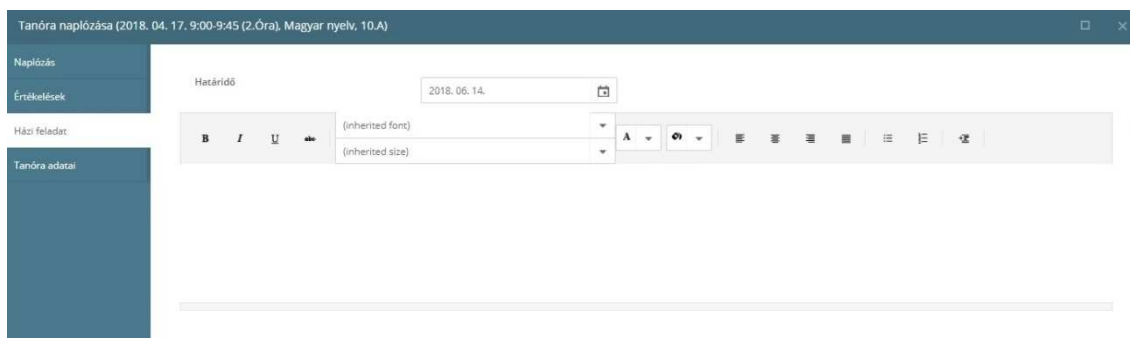 Tanóra naplózása (2018. 04. 17. 9:00-9:45 (2.Óra), Magyar nyelv, 10.A)
Naplózás
Értékelések
Házi feladat
Tanóra adatai
Határidő
2018. 06. 14.
B I U abc
(inherited font)
(inherited size)
A